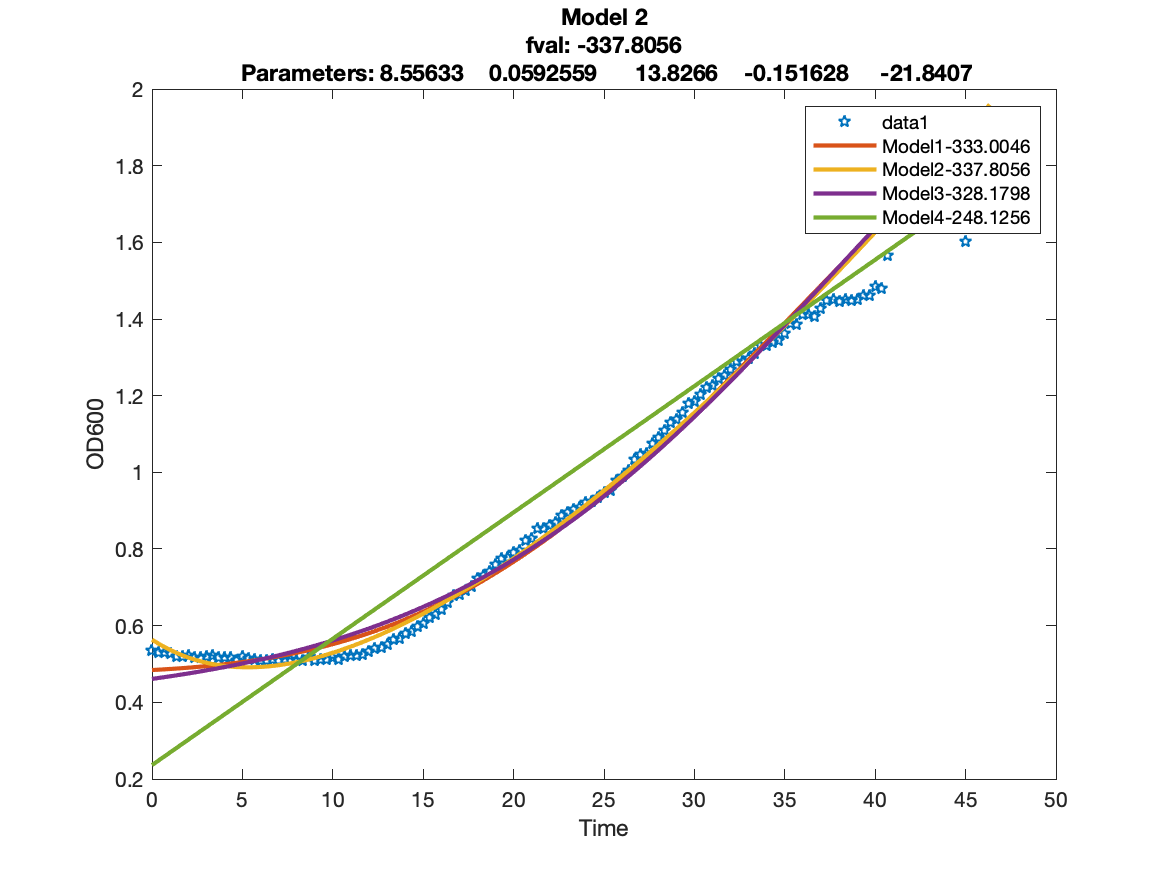 Model 2
fval: -337.8056
Parameters: 8.55633 0.0592559 13.8266 -0.151628 -21.8407
2
1.8
1.6
1.4
1.2
1
0.8
0.6
0.4
0.2
OD600
data1
Model1-333.0046
Model2-337.8056
Model3-328.1798
Model4-248.1256
0 5 10 15 20 25 30 35 40 45 50
Time